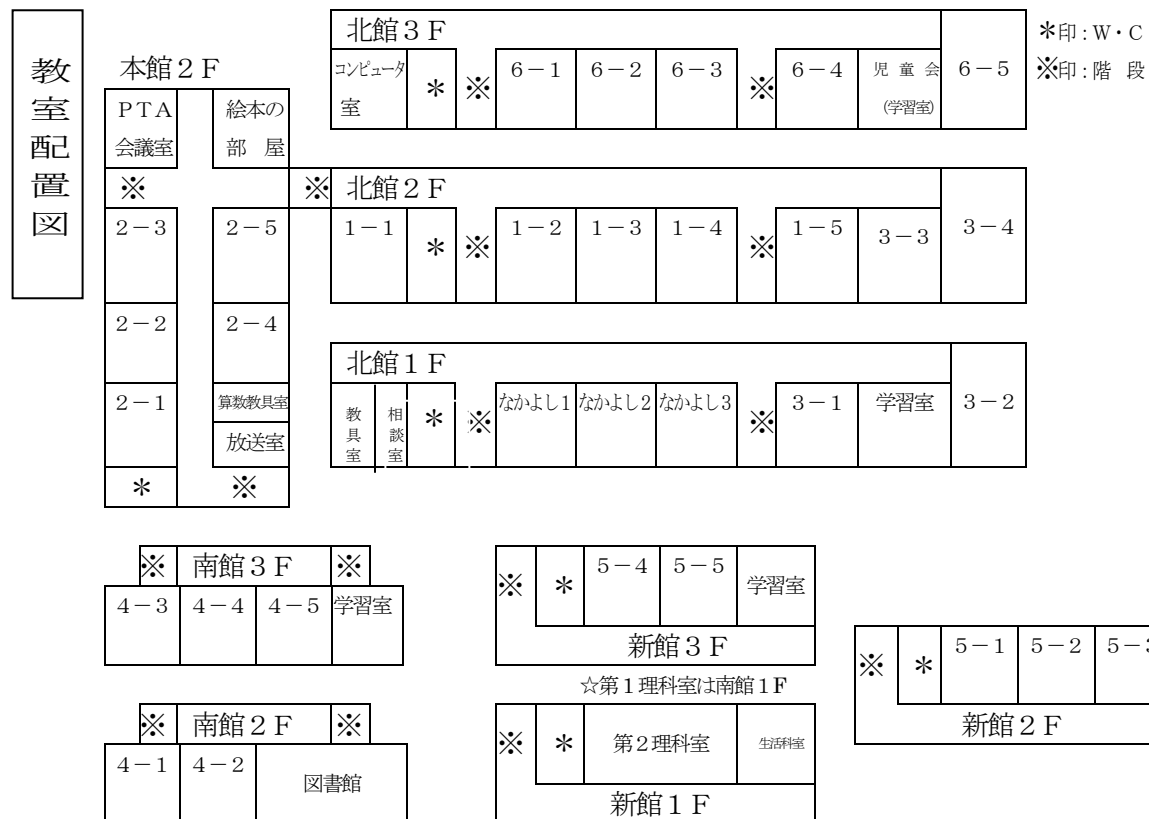 教室配置図
本館2F
PTA 絵本の
会議室 部屋
※ ※
2-3 2-5
2-2 2-4
2-1 算数教具室
放送室
* ※
北館3F
コンピュータ室 * ※ 6-1 6-2 6-3 ※ 6-4 児童会(学習室) 6-5
*印:W・C
※印:階段
北館2F
1-1 * ※ 1-2 1-3 1-4 ※ 1-5 3-3 3-4
北館1F
教具室 相談室 * ※ なかよし1 なかよし2 なかよし3 ※ 3-1 学習室 3-2
※ 南館3F ※
4-3 4-4 4-5 学習室
※ * 5-4 5-5 学習室
新館3F
☆第1理科室は南館1F
※ * 5-1 5-2 5-3
新館2F
※ 南館2F ※
4-1 4-2 図書館
※ * 第2理科室 生活科室
新館1F